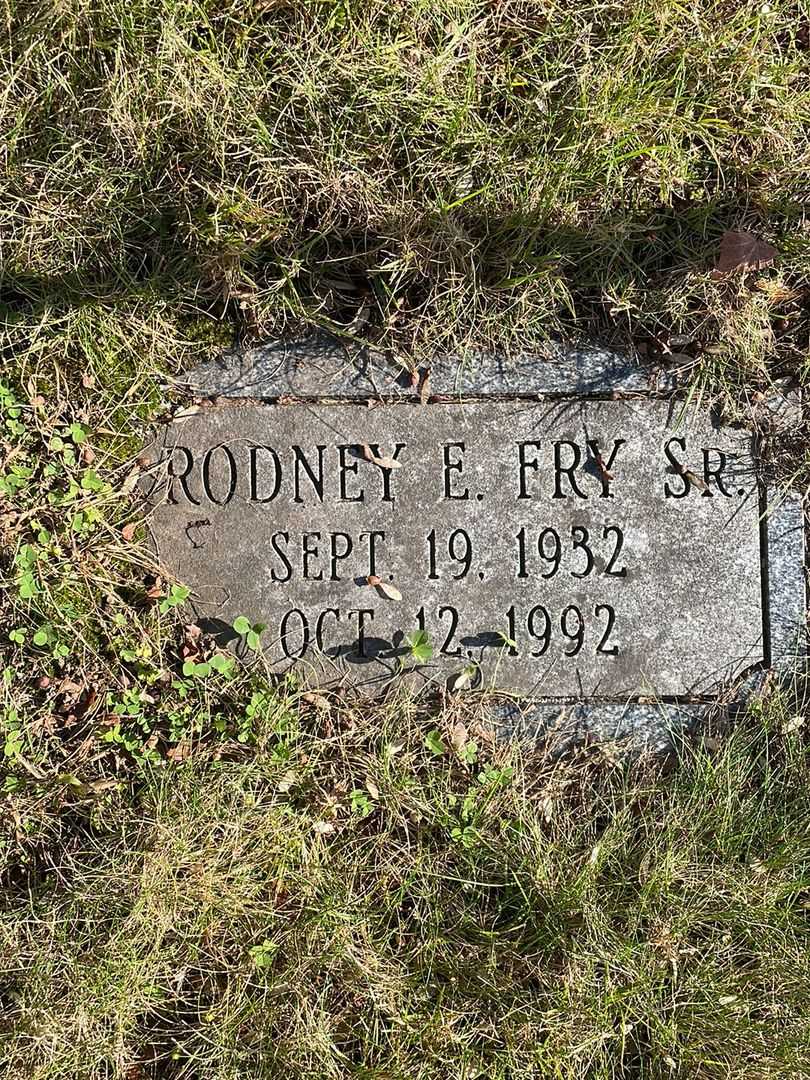 RODNEY E. FRY SR.
SEPT. 19, 1932
OCT. 12, 1992